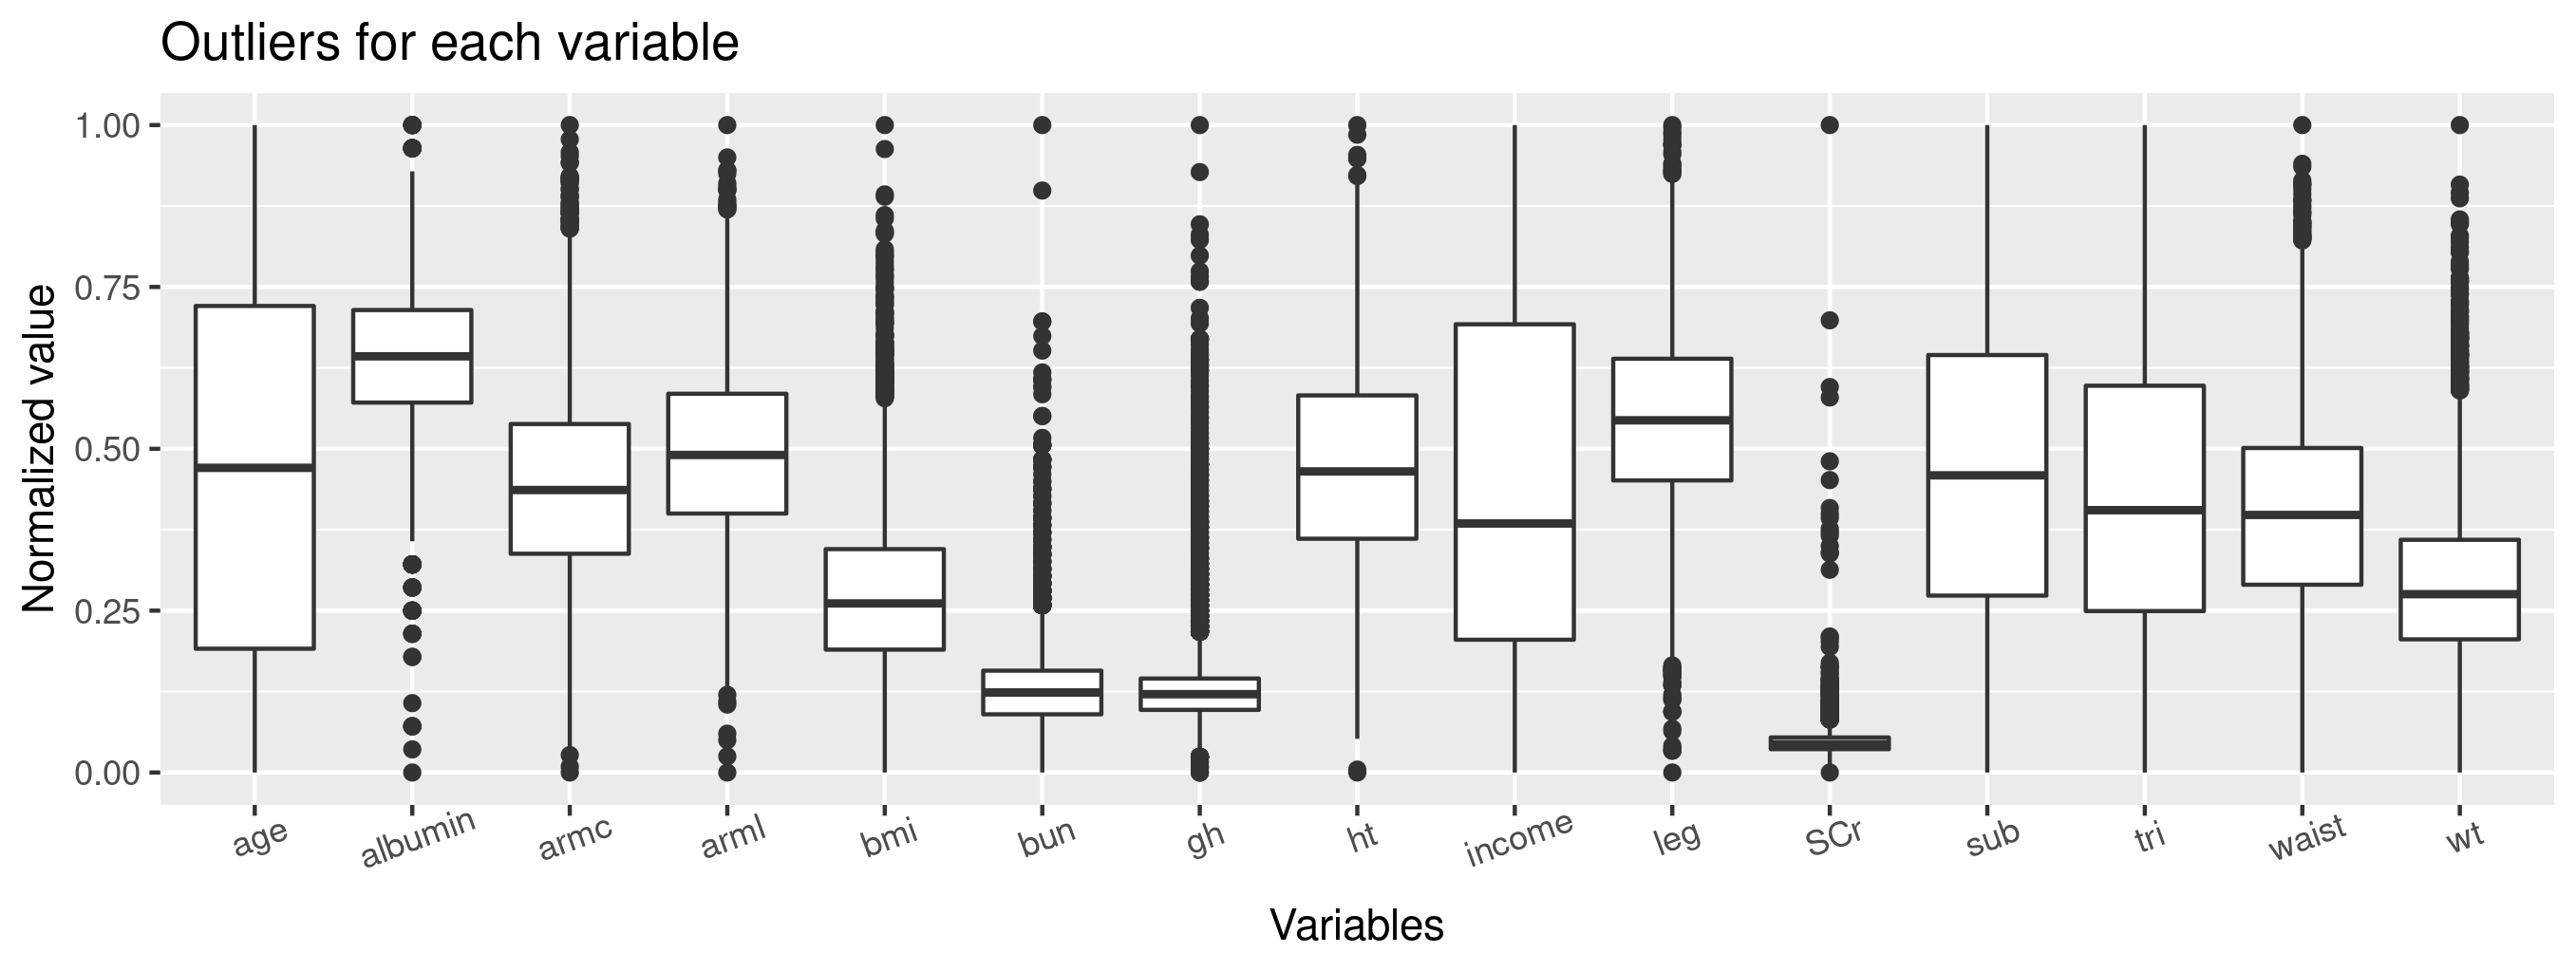 Outliers for each variable
Normalized value
1.00
0.75
0.50
0.25
0.00
age albumin armc arml bmi bun gh ht income leg SCr sub tri waist wt
Variables